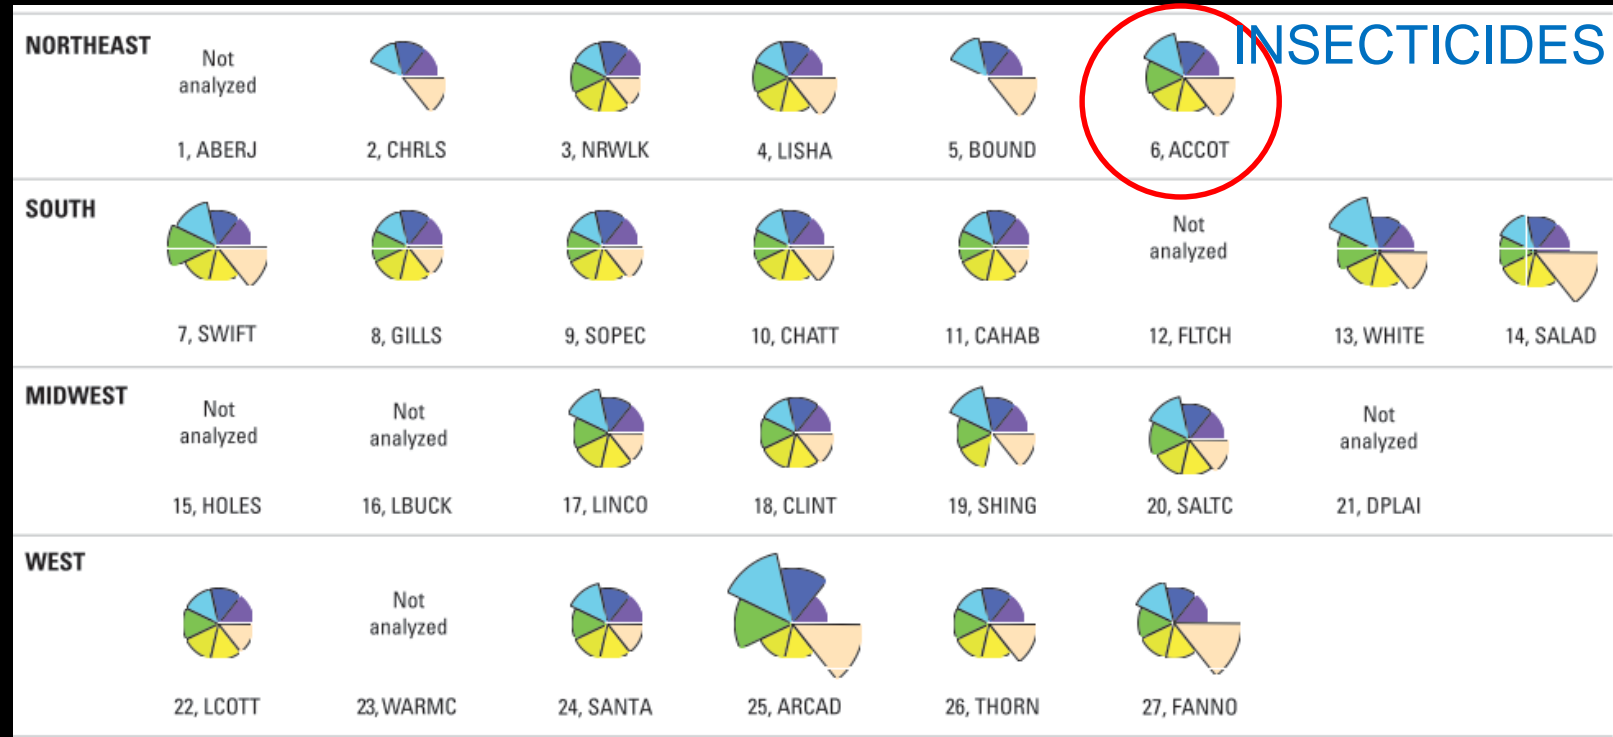 INSECTICIDES
NORTHEAST
Not
analyzed
1, ABERJ
2, CHRLS
3, NRWLK
4, LISHA
5, BOUND
6, ACCOT
SOUTH
7, SWIFT
8, GILLS
9, SOPEC
10, CHATT
11, CAHAB
Not
analyzed
12, FLTCH
13, WHITE
14, SALAD
MIDWEST
Not
analyzed
15, HOLES
Not
analyzed
16, LBUCK
17, LINCO
18, CLINT
19, SHING
20, SALTC
Not
analyzed
21, DPLAI
WEST
22, LCOTT
Not
analyzed
23, WARMC
24, SANTA
25, ARCAD
26, THORN
27, FANNO